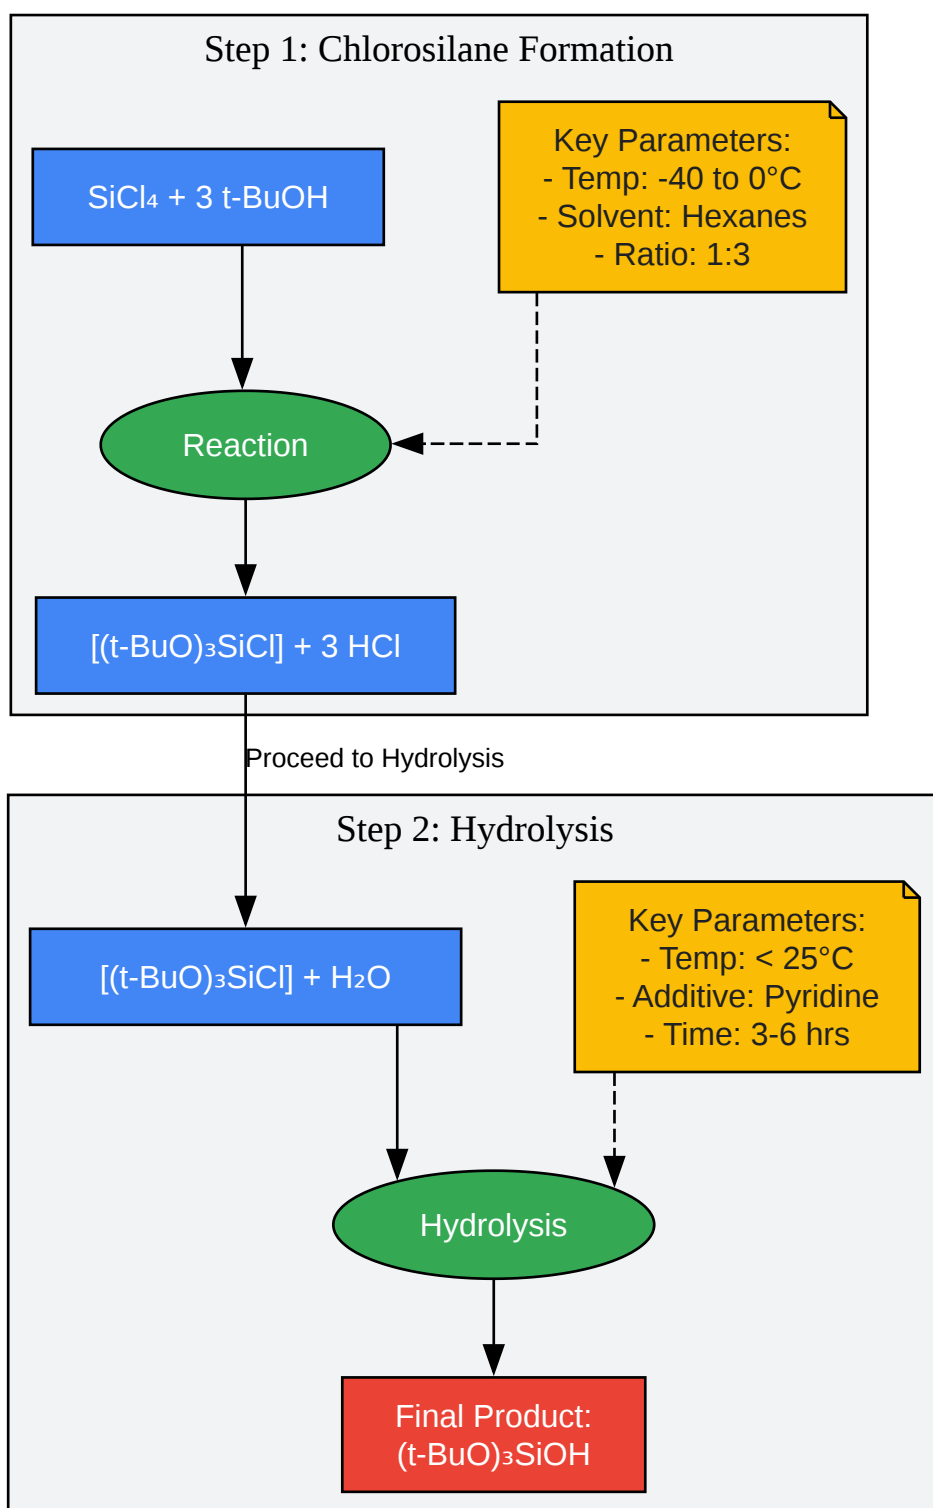 Step 1: Chlorosilane Formation
Key Parameters:
- Temp: -40 to 0°C
- Solvent: Hexanes
- Ratio: 1:3
SiCl₄ + 3 t-BuOH
Reaction
[(t-BuO)₃SiCl] + 3 HCl
Proceed to Hydrolysis
Step 2: Hydrolysis
Key Parameters:
- Temp: < 25°C
- Additive: Pyridine
- Time: 3-6 hrs
[(t-BuO)₃SiCl] + H₂O
Hydrolysis
Final Product:
(t-BuO)₃SiOH